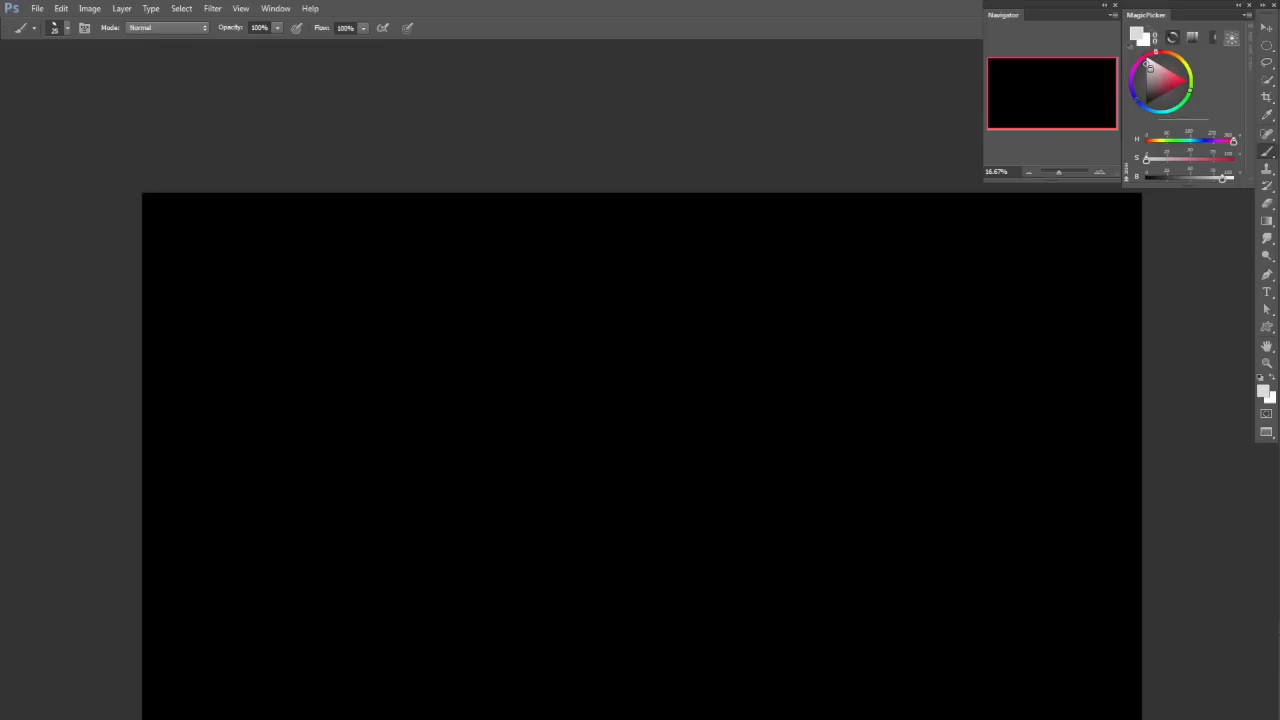 Ps File Edit Image Layer Type Select Filter View Window Help
25 Mode: Normal Opacity: 100% Flow: 100%
Navigator
16.67%
MagicPicker
H
S
B